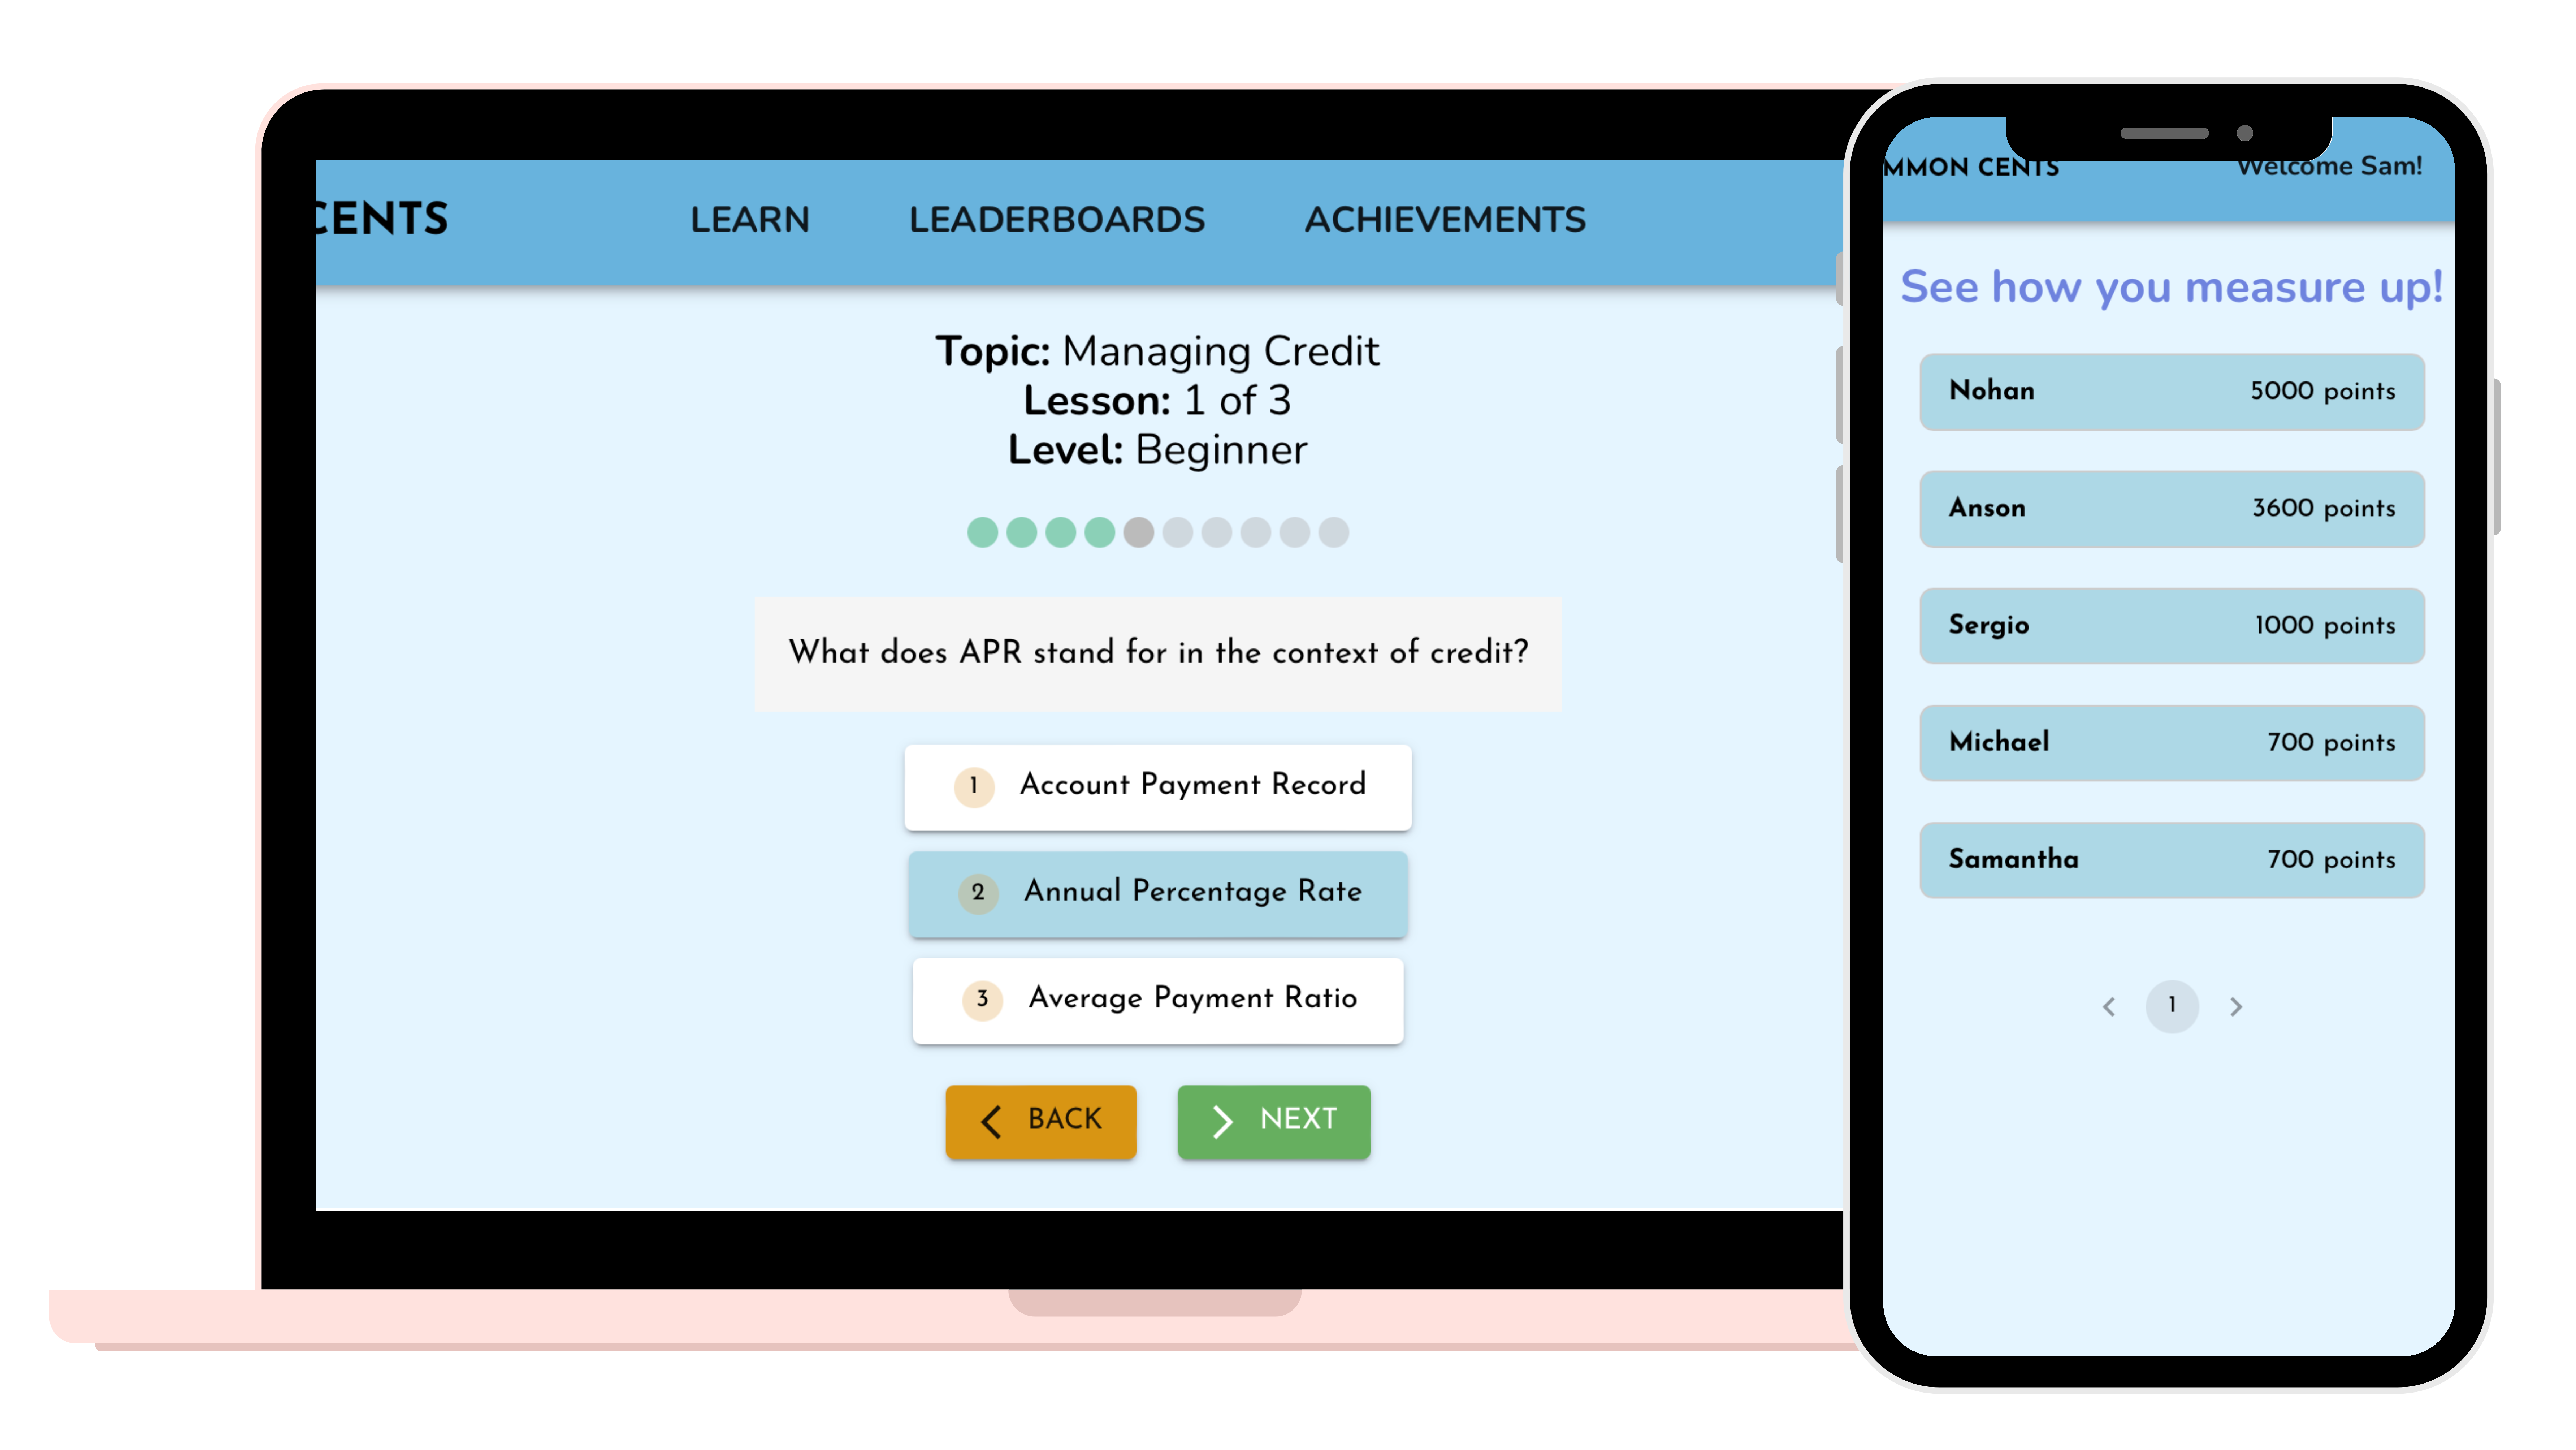 CENTS
LEARN
LEADERBOARDS
ACHIEVEMENTS
Topic: Managing Credit
Lesson: 1 of 3
Level: Beginner
What does APR stand for in the context of credit?
1 Account Payment Record
2 Annual Percentage Rate
3 Average Payment Ratio
BACK
NEXT
MMON CENTS
Welcome Sam!
See how you measure up!
Nohan 5000 points
Anson 3600 points
Sergio 1000 points
Michael 700 points
Samantha 700 points
1